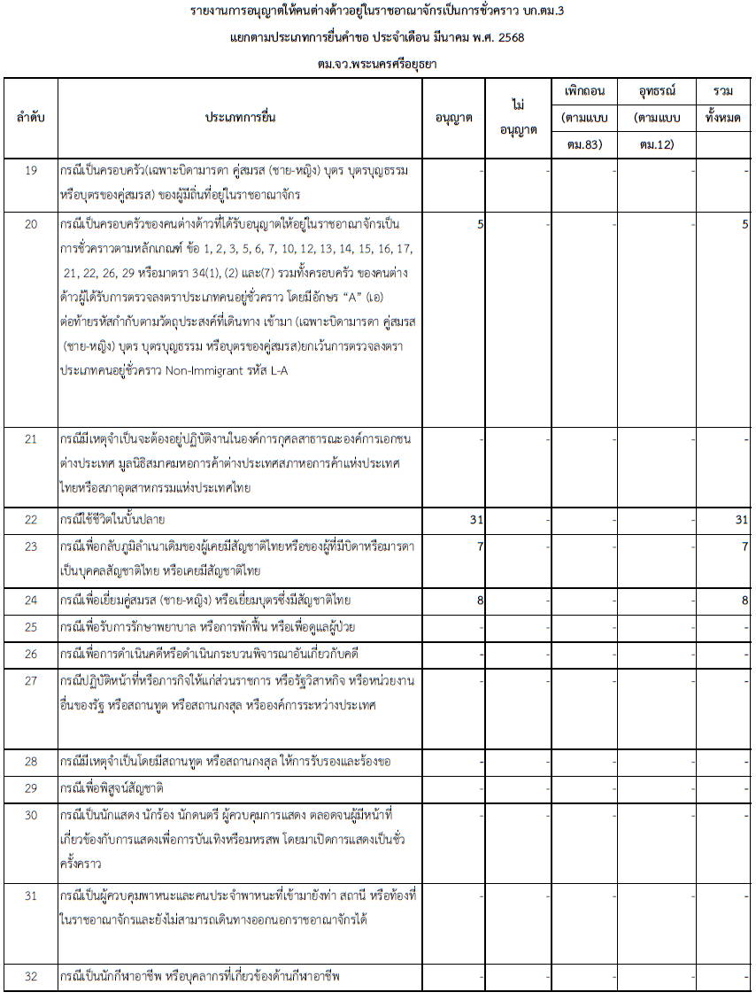 รายงานการอนุญาตให้คนต่างด้าวอยู่ในราชอาณาจักรเป็นการชั่วคราว บก.ตม.3
แยกตามประเภทการยื่นคำขอ ประจำเดือน มีนาคม พ.ศ. 2568
ตม.จว.พระนครศรีอยุธยา
ลำดับ ประเภทการยื่น อนุญาต ไม่อนุญาต เพิกถอน (ตามแบบ ตม.83) อุทธรณ์ (ตามแบบ ตม.12) รวมทั้งหมด
19 กรณีเป็นครอบครัว(เฉพาะบิดามารดา คู่สมรส (ชาย-หญิง) บุตร บุตรบุญธรรม - - - - -
หรือบุตรของคู่สมรส) ของผู้มีถิ่นที่อยู่ในราชอาณาจักร
20 กรณีเป็นครอบครัวของคนต่างด้าวที่ได้รับอนุญาตให้อยู่ในราชอาณาจักรเป็น 5 - - - 5
การชั่วคราวตามหลักเกณฑ์ ข้อ 1, 2, 3, 5, 6, 7, 10, 12, 13, 14, 15, 16, 17,
21, 22, 26, 29 หรือมาตรา 34(1), (2) และ(7) รวมทั้งครอบครัว ของคนต่าง
ด้าวผู้ได้รับการตรวจลงตราประเภทคนอยู่ชั่วคราว โดยมีอักษร “A” (เอ)
ต่อท้ายรหัสกำกับตามวัตถุประสงค์ที่เดินทาง เข้ามา (เฉพาะบิดามารดา คู่สมรส
(ชาย-หญิง) บุตร บุตรบุญธรรม หรือบุตรของคู่สมรส)ยกเว้นการตรวจลงตรา
ประเภทคนอยู่ชั่วคราว Non-Immigrant รหัส L-A
21 กรณีมีเหตุจำเป็นจะต้องอยู่ปฏิบัติงานในองค์การกุศลสาธารณะองค์การเอกชน - - - - -
ต่างประเทศ มูลนิธิสมาคมหอการค้าต่างประเทศสภาหอการค้าแห่งประเทศ
ไทยหรือสภาอุตสาหกรรมแห่งประเทศไทย
22 กรณีใช้ชีวิตในบั้นปลาย 31 - - - 31
23 กรณีเพื่อกลับภูมิลำเนาเดิมของผู้เคยมีสัญชาติไทยหรือของผู้ที่มีบิดาหรือมารดา 7 - - - 7
เป็นบุคคลสัญชาติไทย หรือเคยมีสัญชาติไทย
24 กรณีเพื่อเยี่ยมคู่สมรส (ชาย-หญิง) หรือเยี่ยมบุตรซึ่งมีสัญชาติไทย 8 - - - 8
25 กรณีเพื่อรับการรักษาพยาบาล หรือการพักฟื้น หรือเพื่อดูแลผู้ป่วย - - - - -
26 กรณีเพื่อการดำเนินคดีหรือดำเนินกระบวนพิจารณาอันเกี่ยวกับคดี - - - - -
27 กรณีปฏิบัติหน้าที่หรือภารกิจให้แก่ส่วนราชการ หรือรัฐวิสาหกิจ หรือหน่วยงาน - - - - -
อื่นของรัฐ หรือสถานทูต หรือสถานกงสุล หรือองค์การระหว่างประเทศ
28 กรณีมีเหตุจำเป็นโดยมีสถานทูต หรือสถานกงสุล ให้การรับรองและร้องขอ - - - - -
29 กรณีเพื่อพิสูจน์สัญชาติ - - - - -
30 กรณีเป็นนักแสดง นักร้อง นักดนตรี ผู้ควบคุมการแสดง ตลอดจนผู้มีหน้าที่ - - - - -
เกี่ยวข้องกับการแสดงเพื่อการบันเทิงหรือมหรสพ โดยมาเปิดการแสดงเป็นชั่ว
ครั้งคราว
31 กรณีเป็นผู้ควบคุมพาหนะและคนประจำพาหนะที่เข้ามายังท่า สถานี หรือท้องที่ - - - - -
ในราชอาณาจักรและยังไม่สามารถเดินทางออกนอกราชอาณาจักรได้
32 กรณีเป็นนักกีฬาอาชีพ หรือบุคลากรที่เกี่ยวข้องด้านกีฬาอาชีพ - - - - -